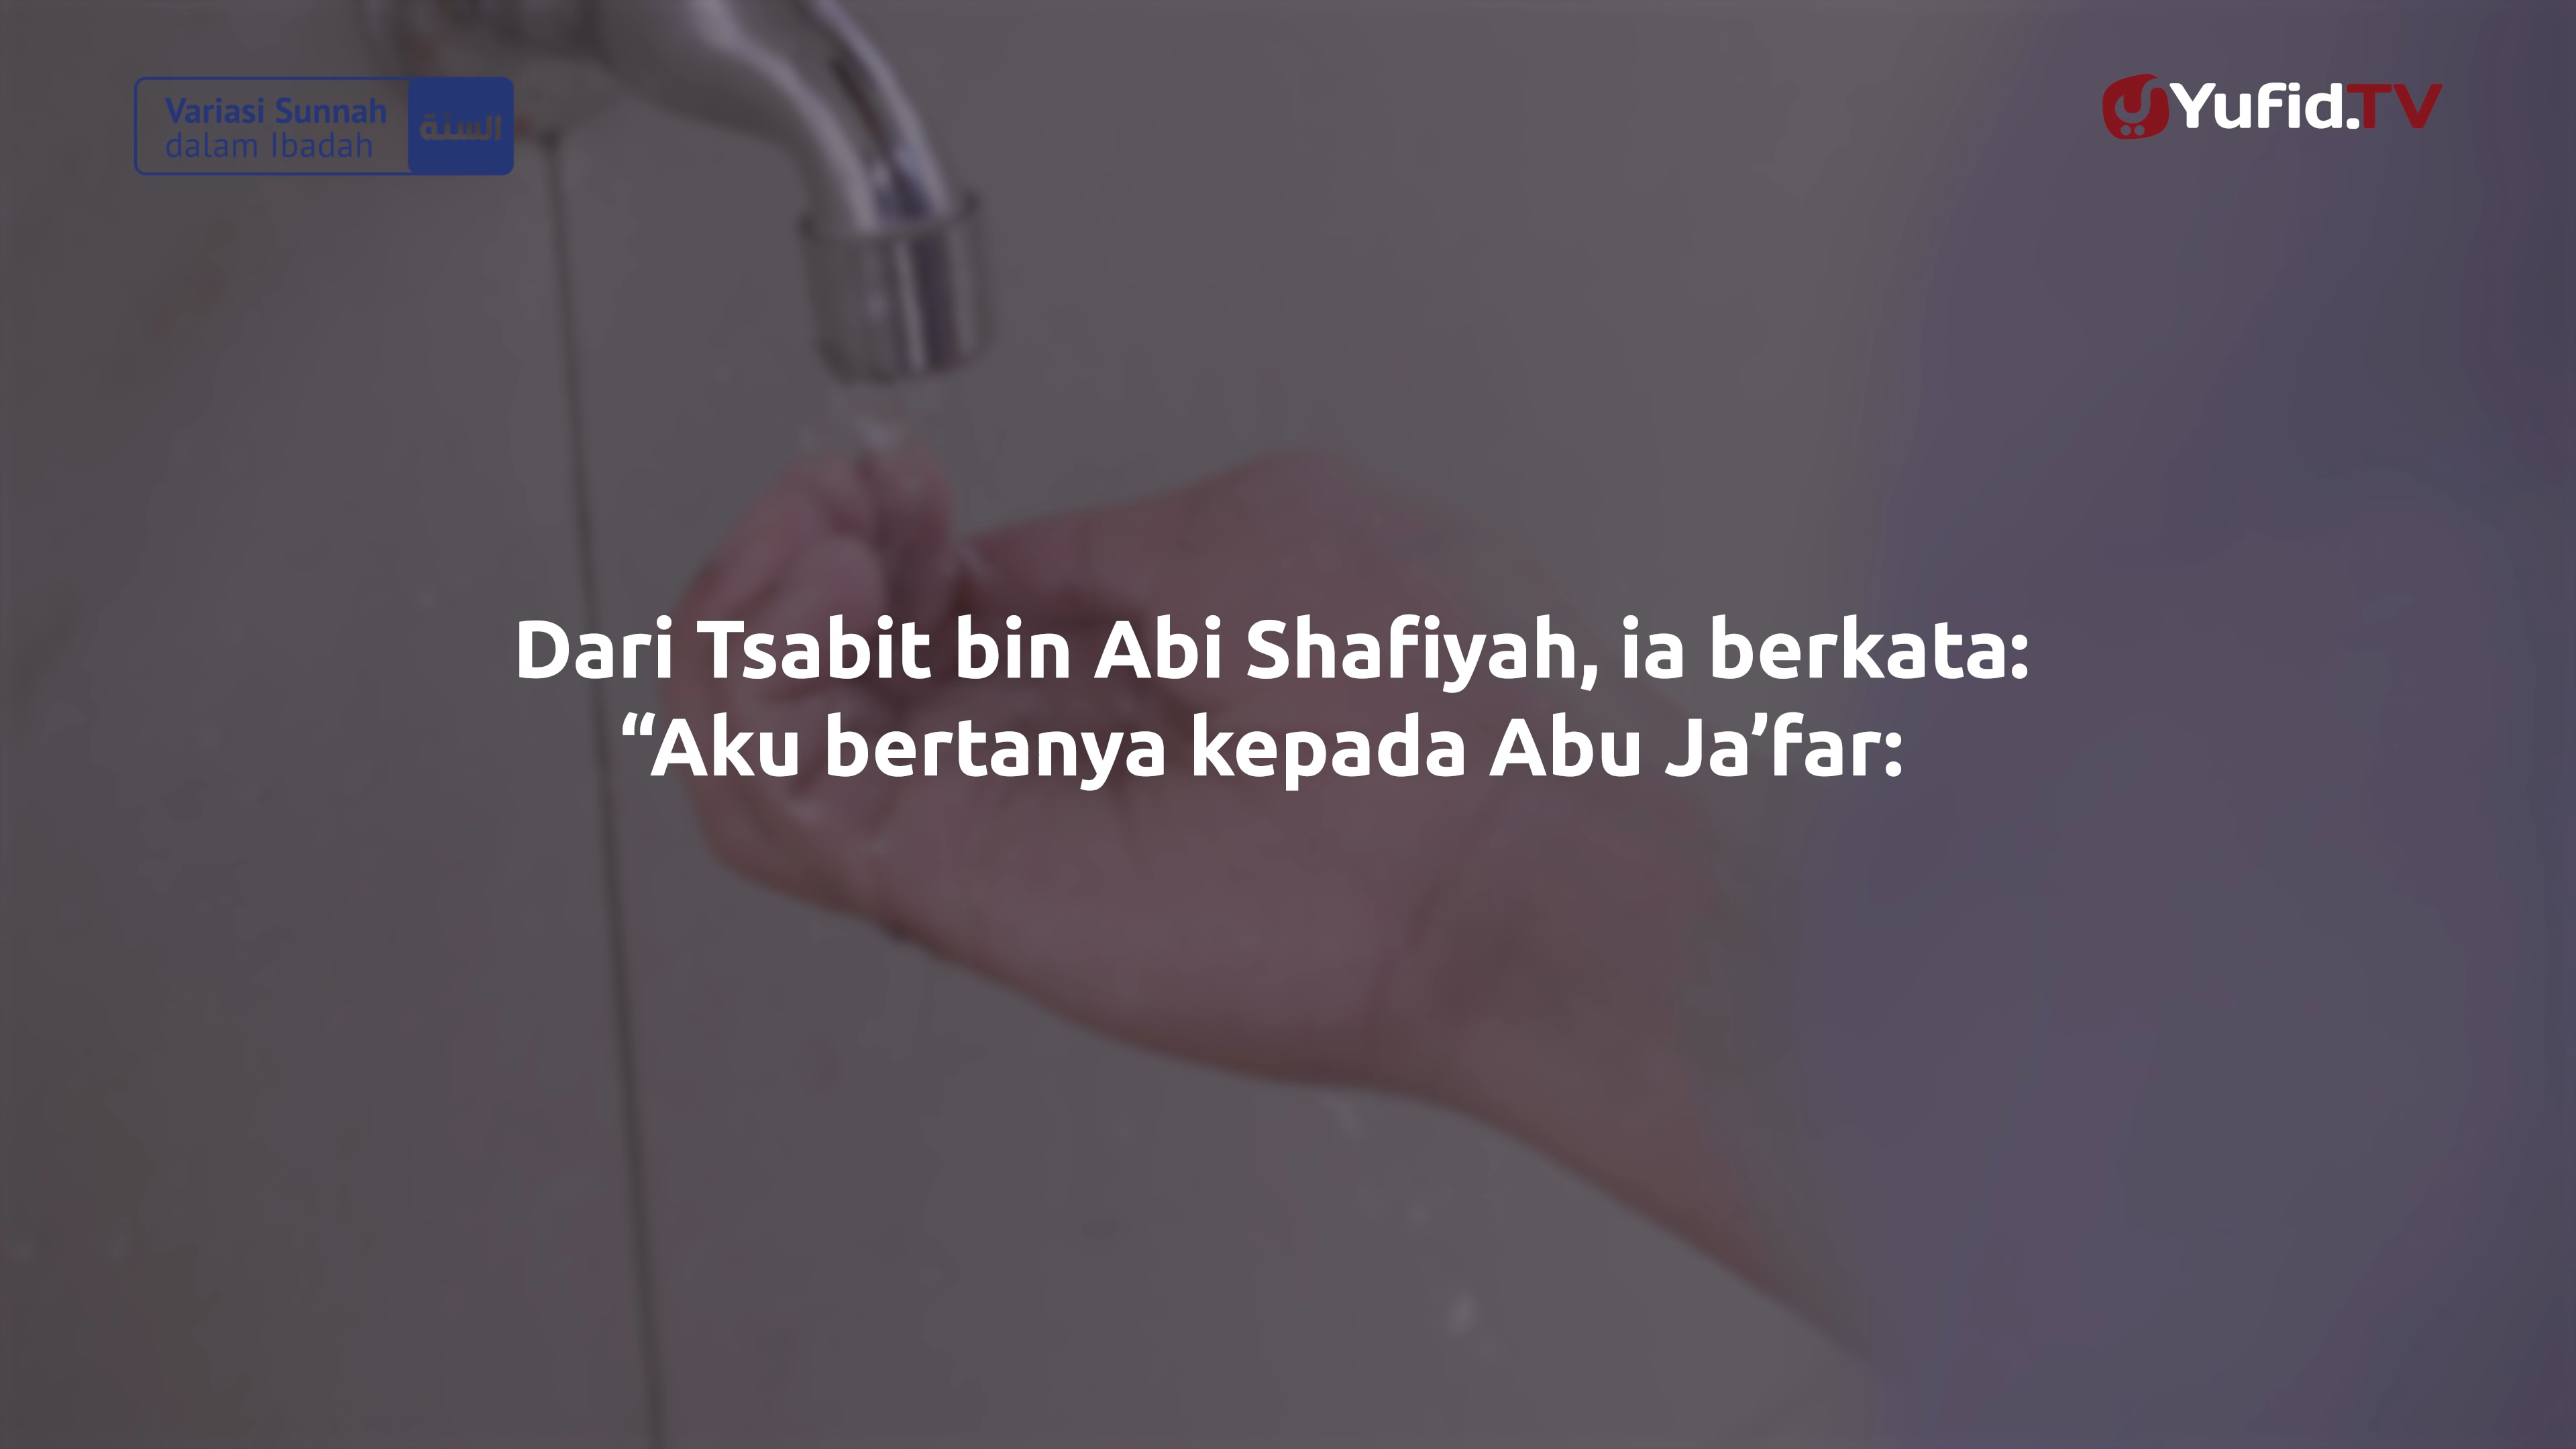 Variasi Sunnah
dalam Ibadah
السنة
Yufid.TV
Dari Tsabit bin Abi Shafiyah, ia berkata:
“Aku bertanya kepada Abu Ja’far: